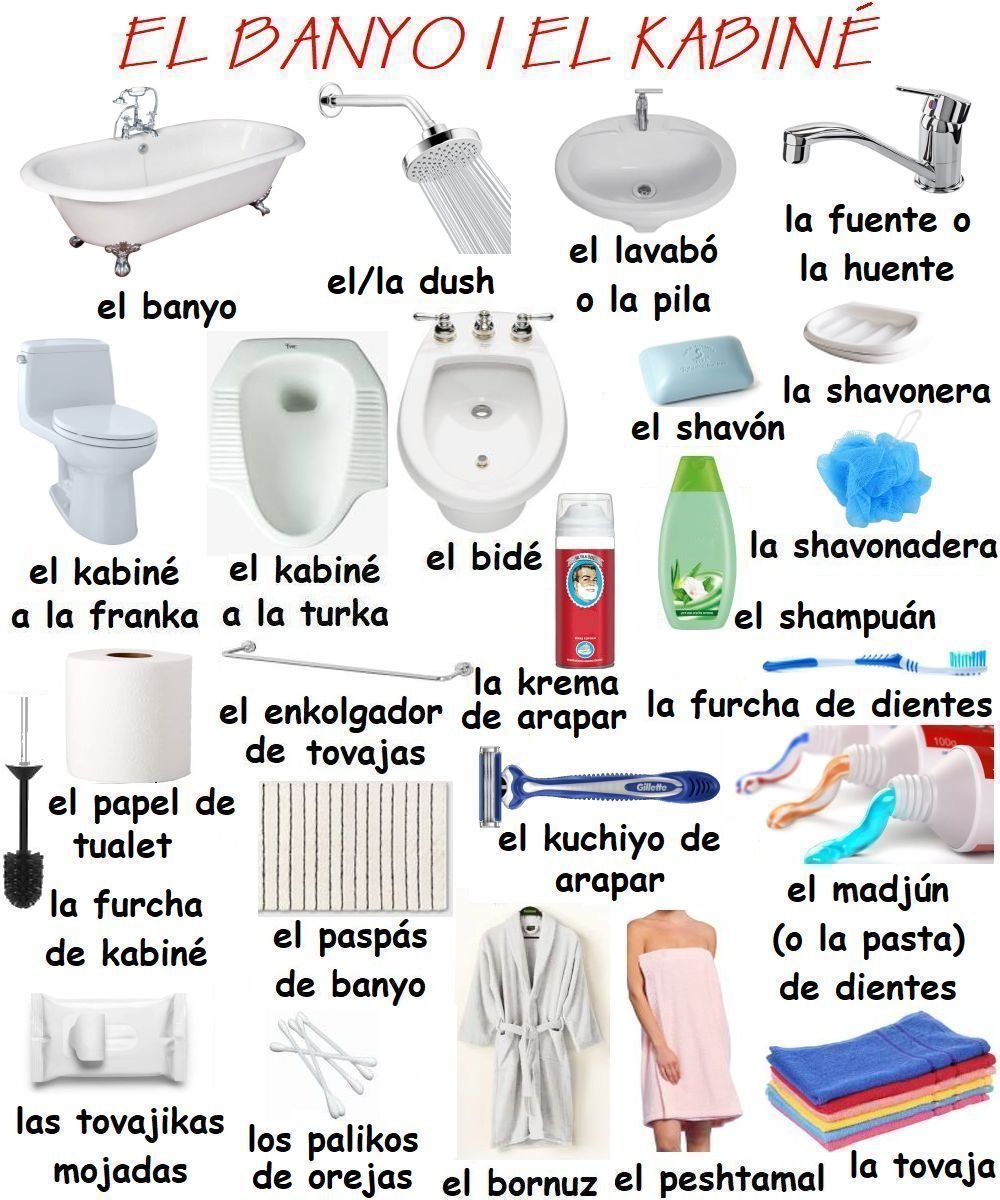 EL BANYO I EL KABINÉ
el banyo
el/la dush
el lavabó
o la pila
la fuente o
la huente
el shavón
la shavonera
el kabiné
a la franka
el kabiné
a la turka
el bidé
la shavonadera
el shampuán
el papel de
tualet
el enkolgador
de tovajas
la krema
de arapar
la furcha de dientes
la furcha
de kabiné
el paspás
de banyo
Gillette
el kuchiyo de
arapar
100g
el madjún
(o la pasta)
de dientes
las tovajikas
mojadas
los palikos
de orejas
el bornuz
el peshtamal
la tovaja